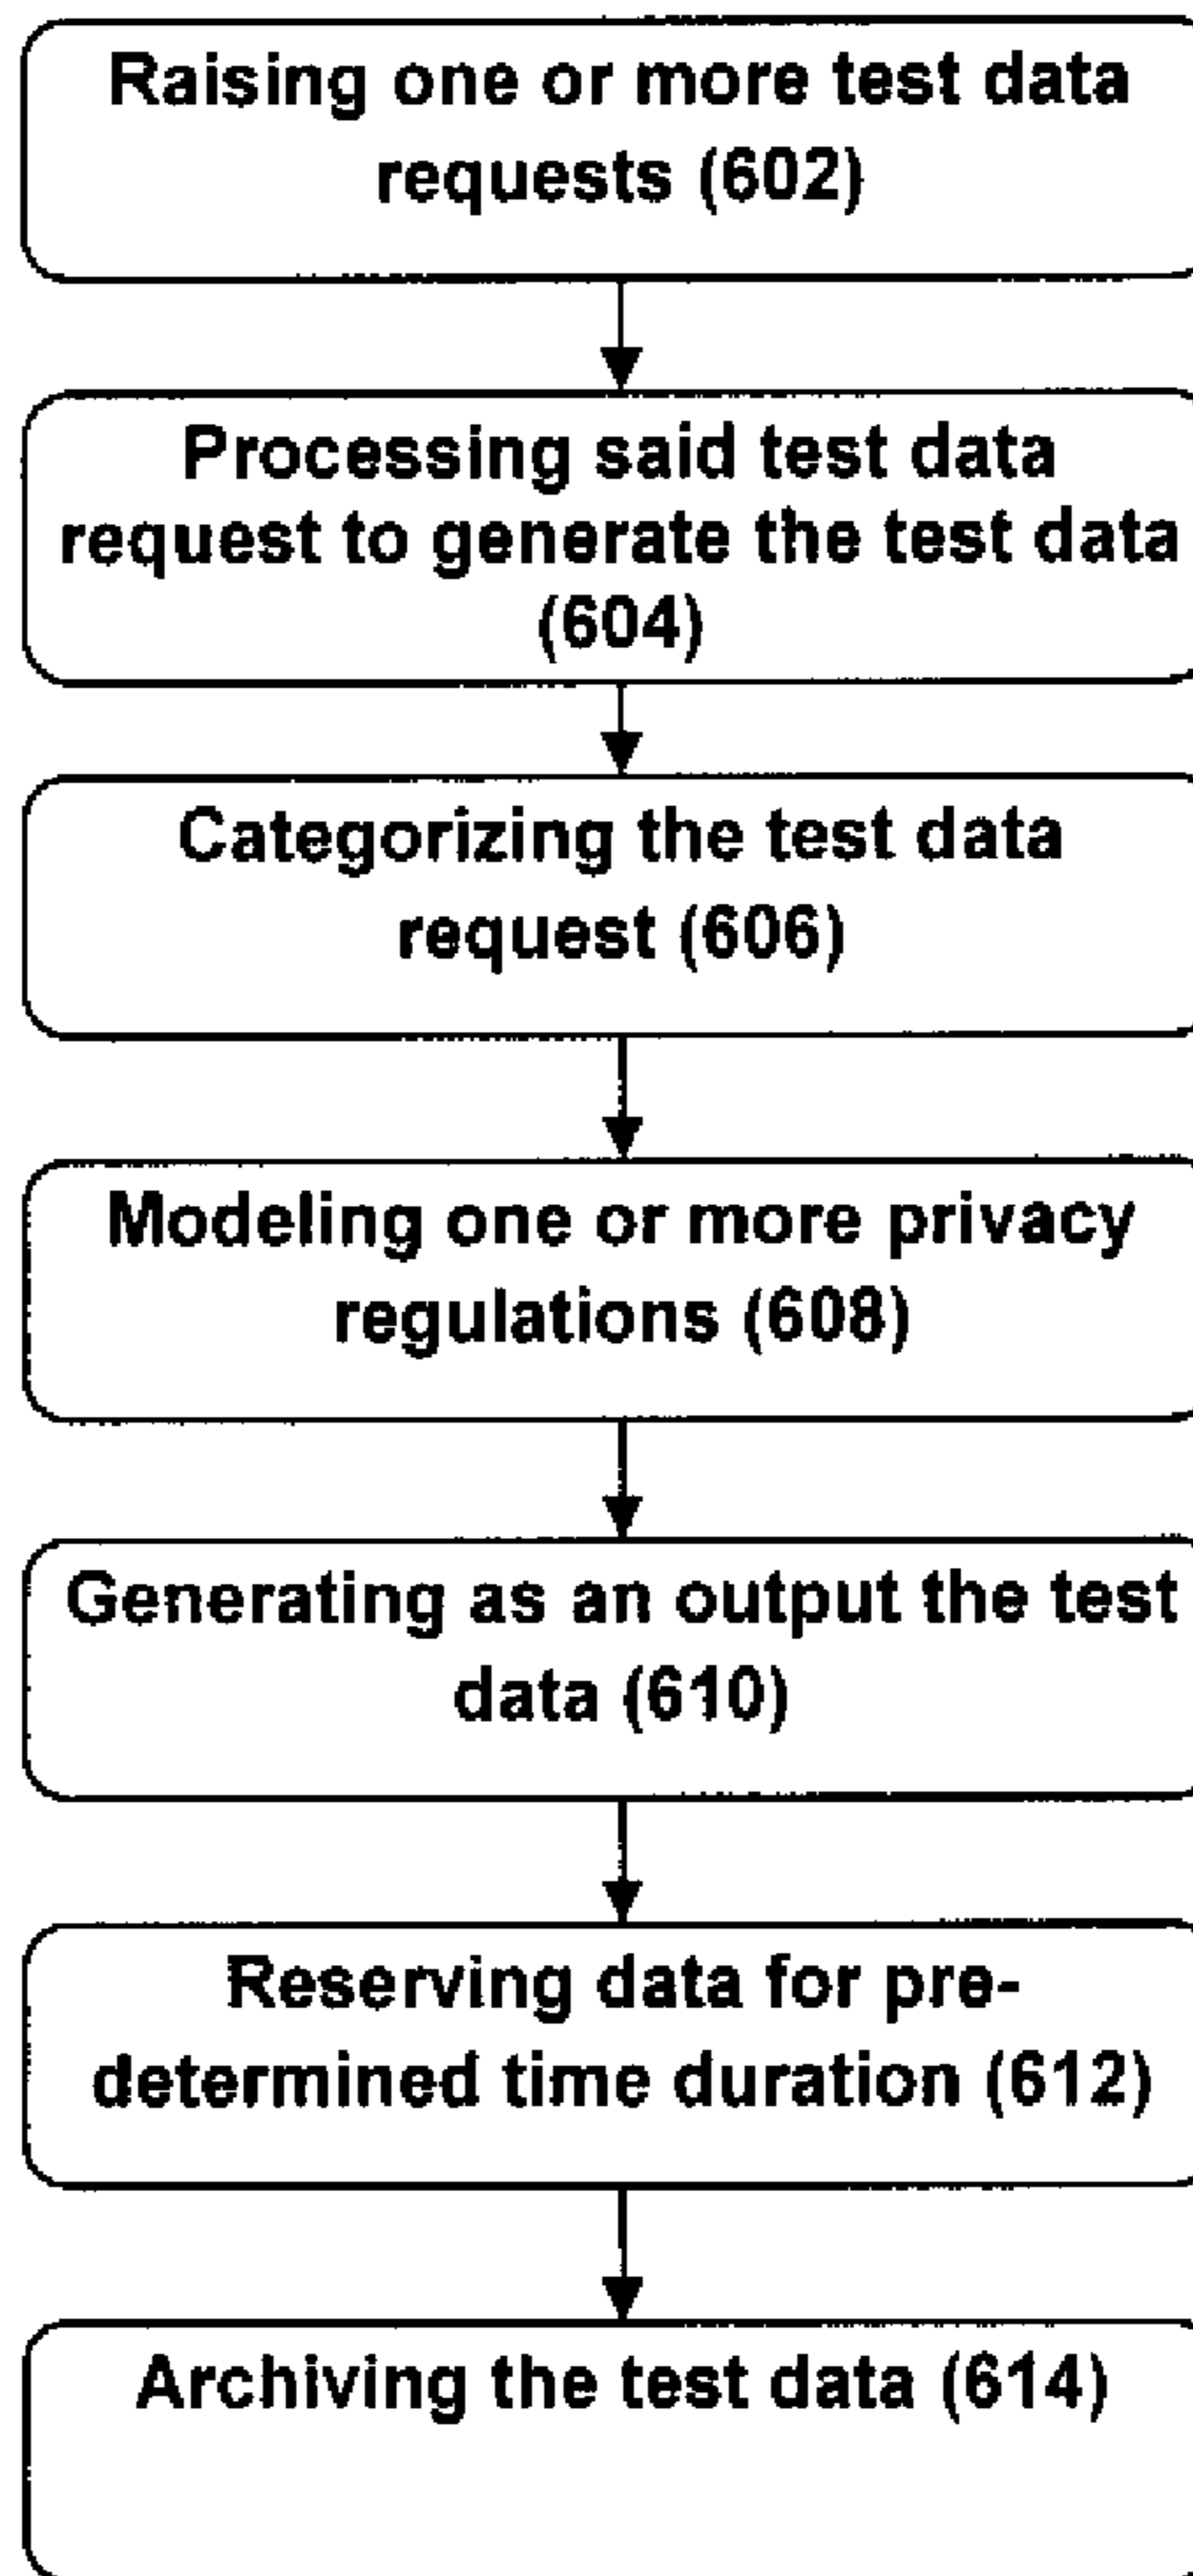 Raising one or more test data
requests (602)
Processing said test data
request to generate the test data
(604)
Categorizing the test data
request (606)
Modeling one or more privacy
regulations (608)
Generating as an output the test
data (610)
Reserving data for pre-
determined time duration (612)
Archiving the test data (614)